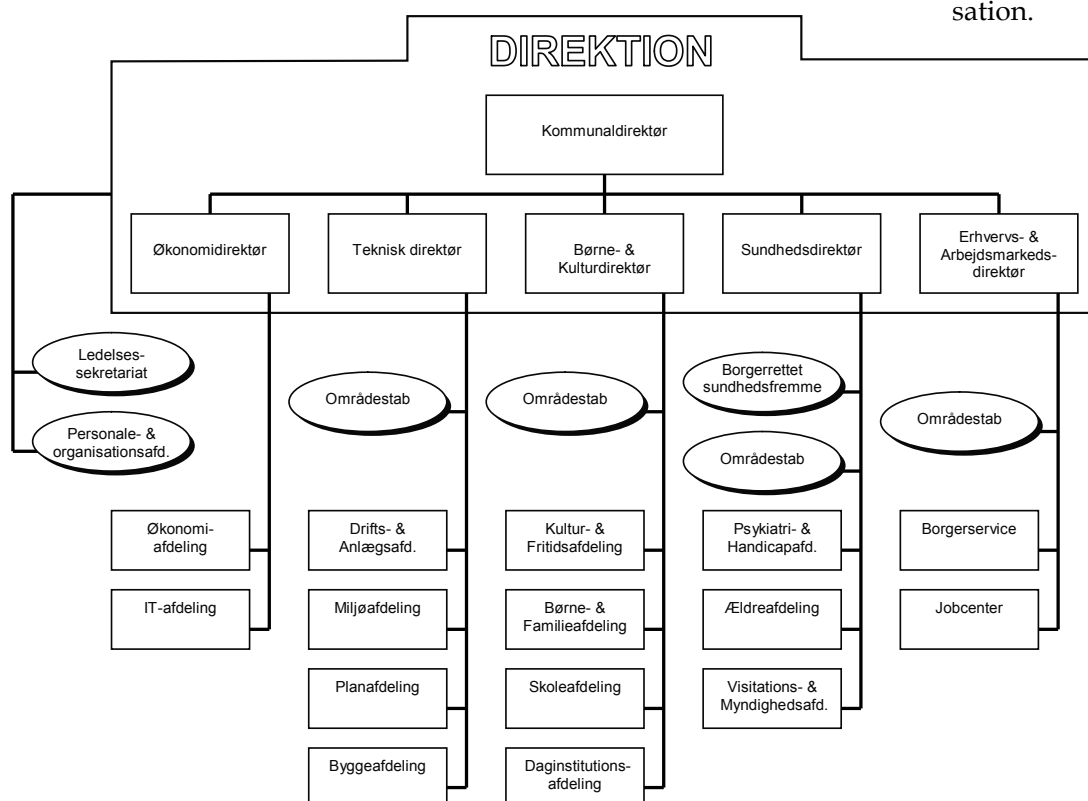 sation.
DIREKTION
Kommunaldirektør
Økonomidirektør
Teknisk direktør
Børne- &
Kulturdirektør
Sundhedsdirektør
Erhvervs- &
Arbejdsmarkeds-
direktør
Ledelses-
sekretariat
Personale- &
organisationsafd.
Områdestab
Områdestab
Borgerrettet
sundhedsfremme
Områdestab
Områdestab
Økonomi-
afdeling
IT-afdeling
Drifts- &
Anlægsafd.
Miljøafdeling
Planafdeling
Byggeafdeling
Kultur- &
Fritidsafdeling
Børne- &
Familieafdeling
Skoleafdeling
Daginstitutions-
afdeling
Psykiatri- &
Handicapafd.
Ældreafdeling
Visitations- &
Myndighedsafd.
Borgerservice
Jobcenter